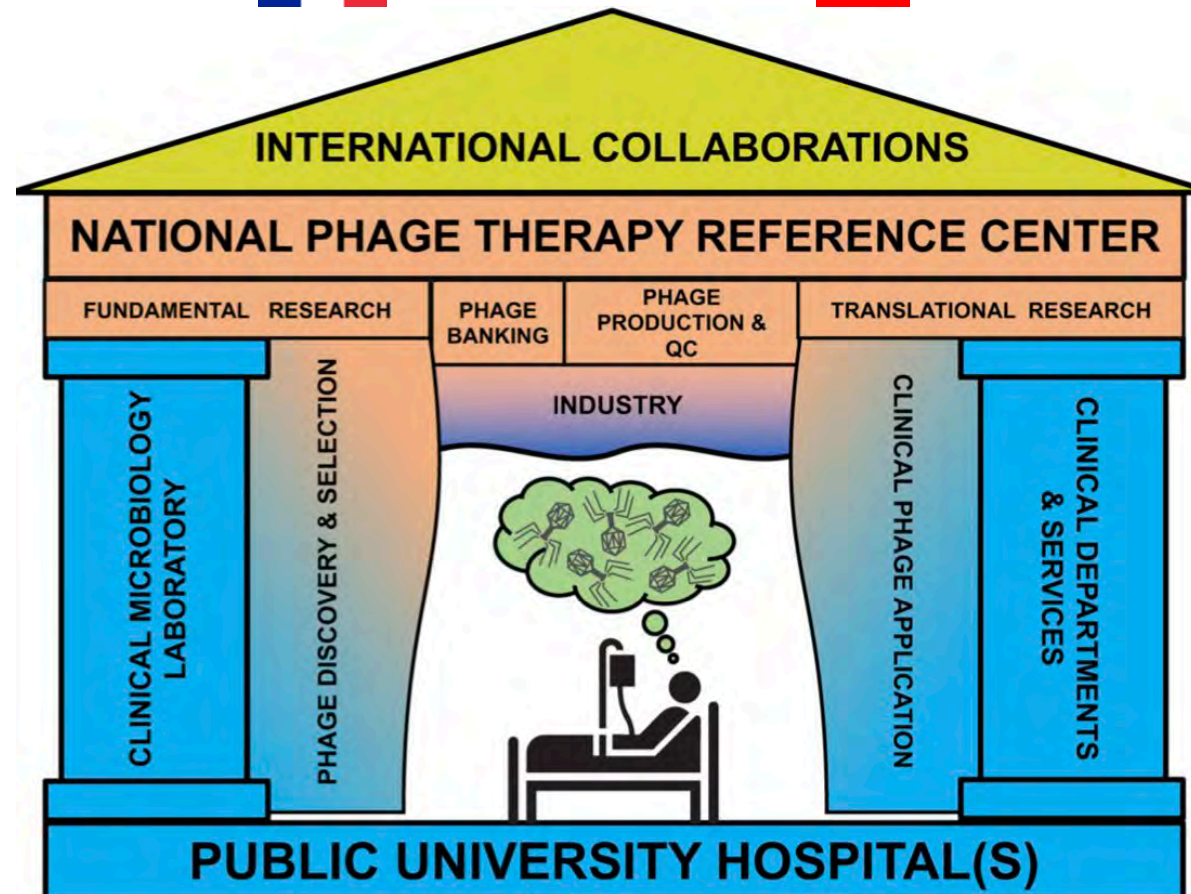 INTERNATIONAL COLLABORATIONS
NATIONAL PHAGE THERAPY REFERENCE CENTER
FUNDAMENTAL RESEARCH
PHAGE
BANKING
PHAGE
PRODUCTION &
QC
TRANSLATIONAL RESEARCH
INDUSTRY
CLINICAL MICROBIOLOGY
LABORATORY
PHAGE DISCOVERY & SELECTION
CLINICAL PHAGE APPLICATION
CLINICAL DEPARTMENTS
& SERVICES
PUBLIC UNIVERSITY HOSPITAL(S)